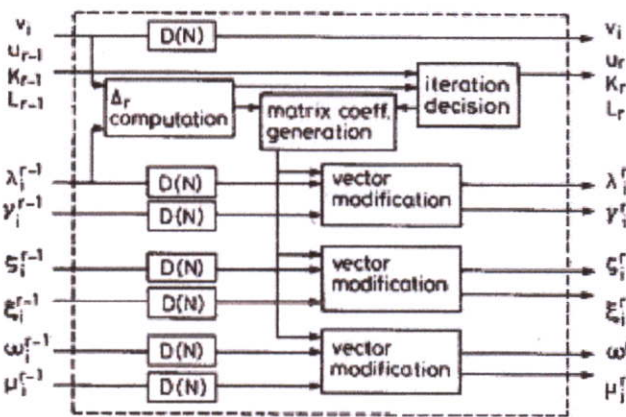 v_i D(N) v_i
u_{r-1} u_r
K_{r-1} K_r
L_{r-1} L_r
Δ_r computation
matrix coeff. generation
iteration decision
λ_i^{r-1} D(N) λ_i^r
γ_i^{r-1} D(N) γ_i^r
vector modification
ς_i^{r-1} D(N) ς_i^r
ξ_i^{r-1} D(N) ξ_i^r
vector modification
ω_i^{r-1} D(N) ω
μ_i^{r-1} D(N) μ_i^r
vector modification